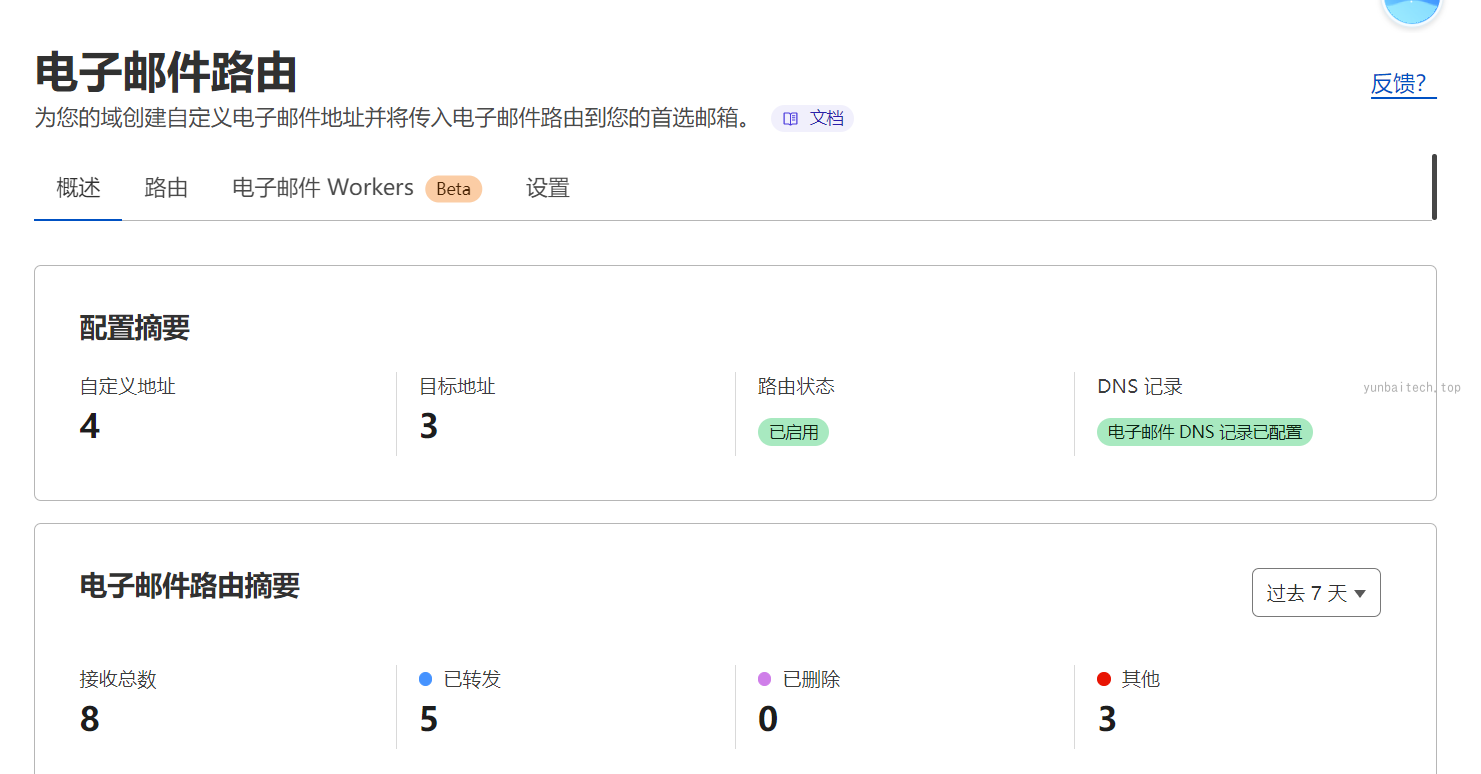 电子邮件路由
反馈?
为您的域创建自定义电子邮件地址并将传入电子邮件路由到您的首选邮箱。 文档
概述 路由 电子邮件 Workers Beta 设置
配置摘要
自定义地址 目标地址 路由状态 DNS 记录
yunbaitech.top
4 3 已启用 电子邮件 DNS 记录已配置
电子邮件路由摘要
过去 7 天
接收总数 已转发 已删除 其他
8 5 0 3